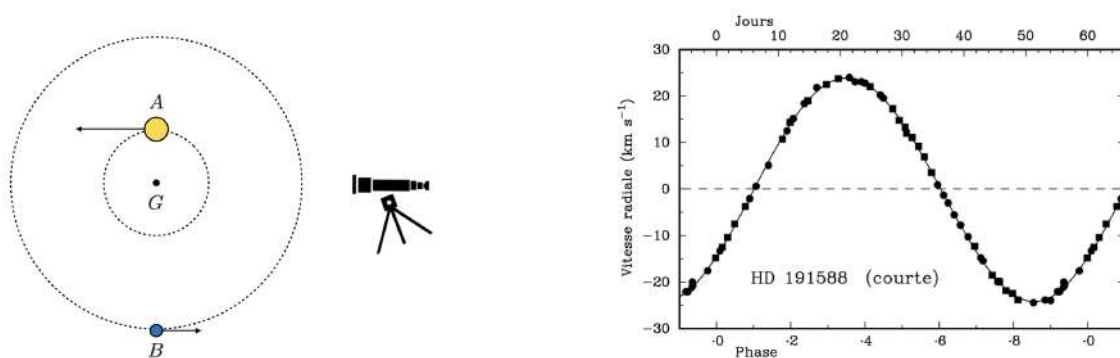 A
G
B
Jours
0 10 20 30 40 50 60
30
20
10
0
−10
−20
−30
Vitesse radiale (km s⁻¹)
HD 191588 (courte)
·0 ·2 ·4 ·6 ·8 ·0
Phase